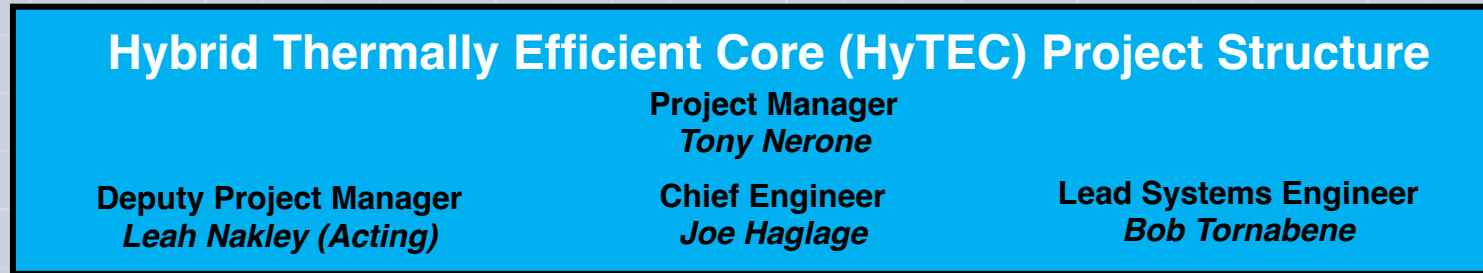 Hybrid Thermally Efficient Core (HyTEC) Project Structure
Project Manager
Tony Nerone
Deputy Project Manager
Leah Nakley (Acting)
Chief Engineer
Joe Haglage
Lead Systems Engineer
Bob Tornabene